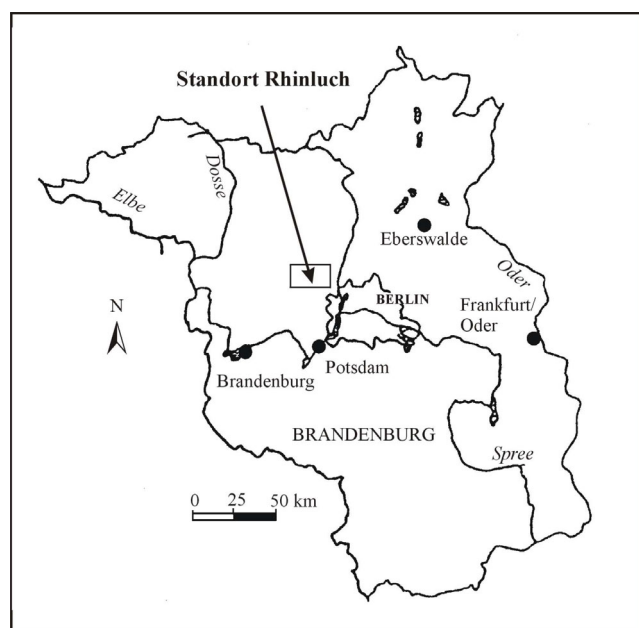 Standort Rhinluch
Dosse
Elbe
Eberswalde
Oder
N
BERLIN
Frankfurt/
Oder
Brandenburg
Potsdam
BRANDENBURG
Spree
0 25 50 km